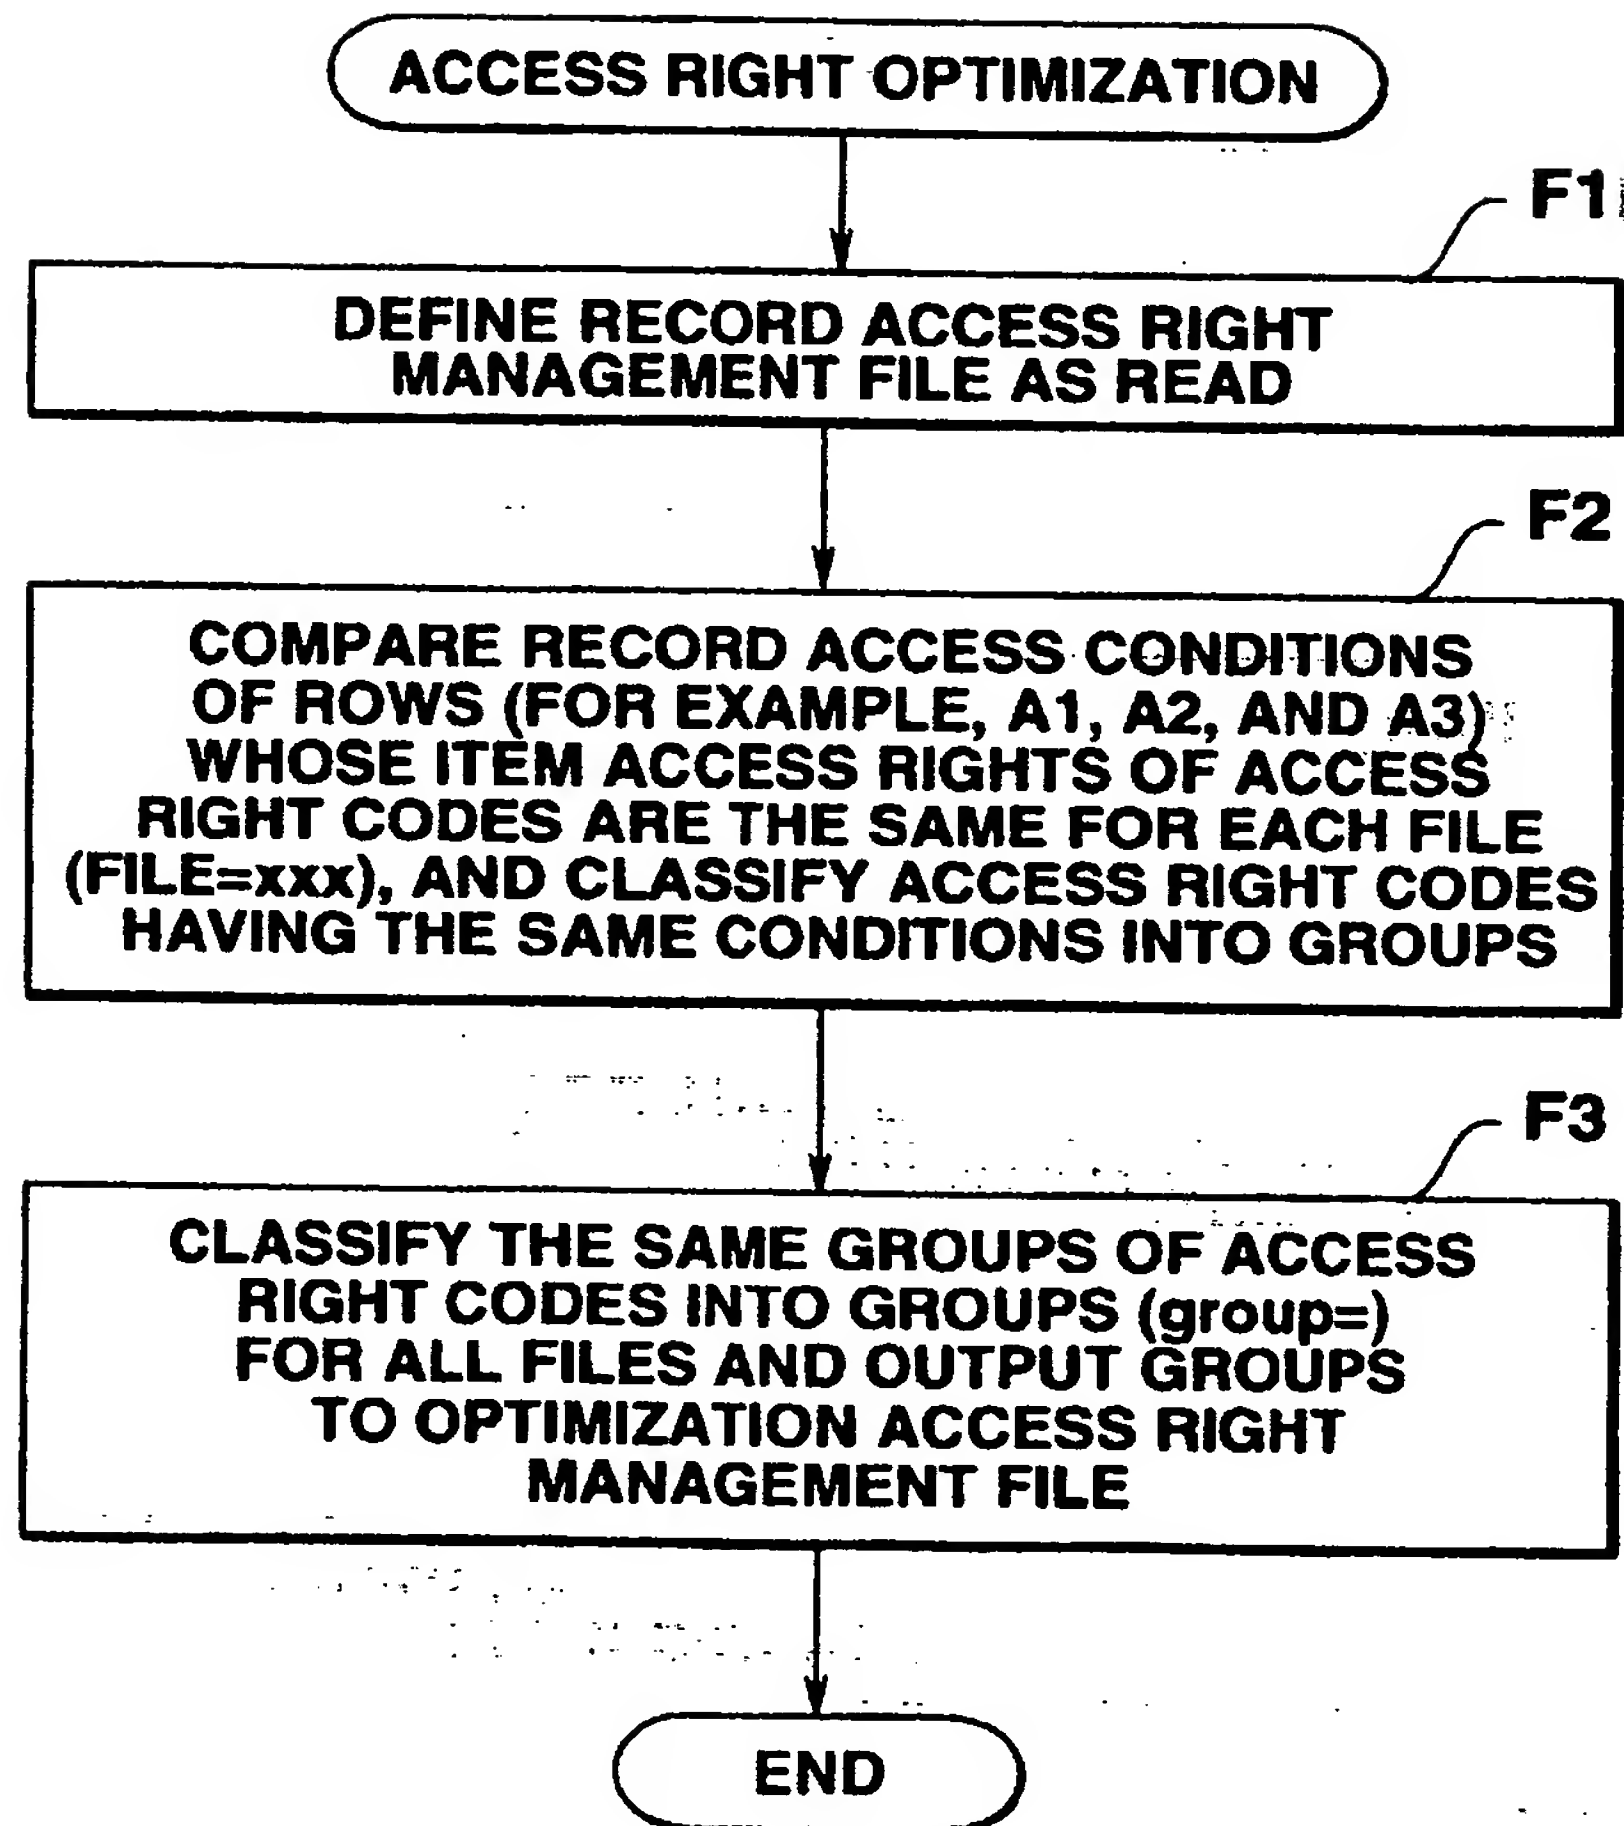 ACCESS RIGHT OPTIMIZATION
F1
DEFINE RECORD ACCESS RIGHT
MANAGEMENT FILE AS READ
F2
COMPARE RECORD ACCESS CONDITIONS
OF ROWS (FOR EXAMPLE, A1, A2, AND A3)
WHOSE ITEM ACCESS RIGHTS OF ACCESS
RIGHT CODES ARE THE SAME FOR EACH FILE
(FILE=xxx), AND CLASSIFY ACCESS RIGHT CODES
HAVING THE SAME CONDITIONS INTO GROUPS
F3
CLASSIFY THE SAME GROUPS OF ACCESS
RIGHT CODES INTO GROUPS (group=)
FOR ALL FILES AND OUTPUT GROUPS
TO OPTIMIZATION ACCESS RIGHT
MANAGEMENT FILE
END